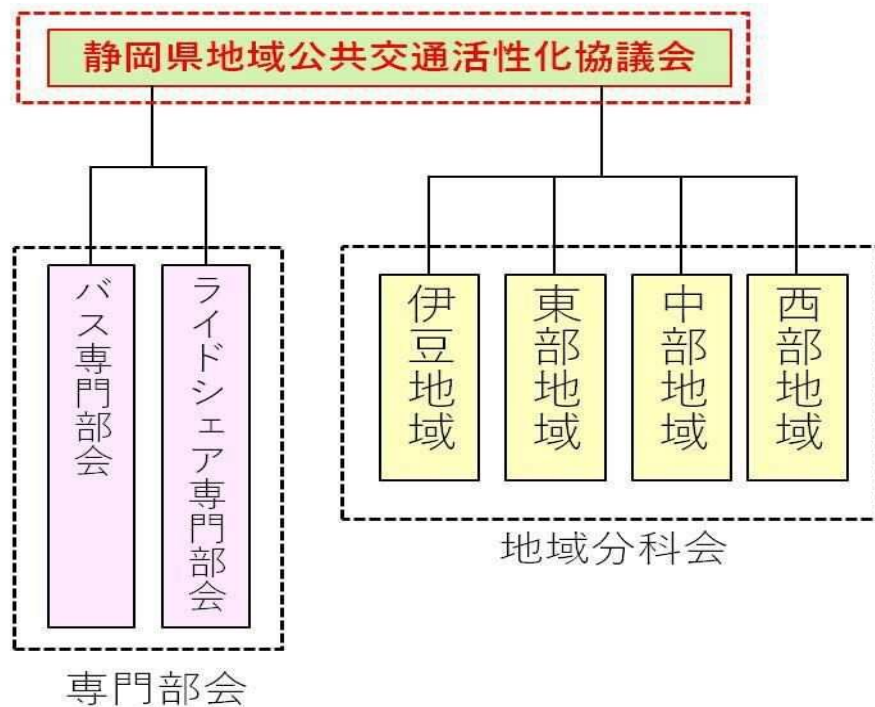 静岡県地域公共交通活性化協議会
バス専門部会
ライドシェア専門部会
専門部会
伊豆地域
東部地域
中部地域
西部地域
地域分科会